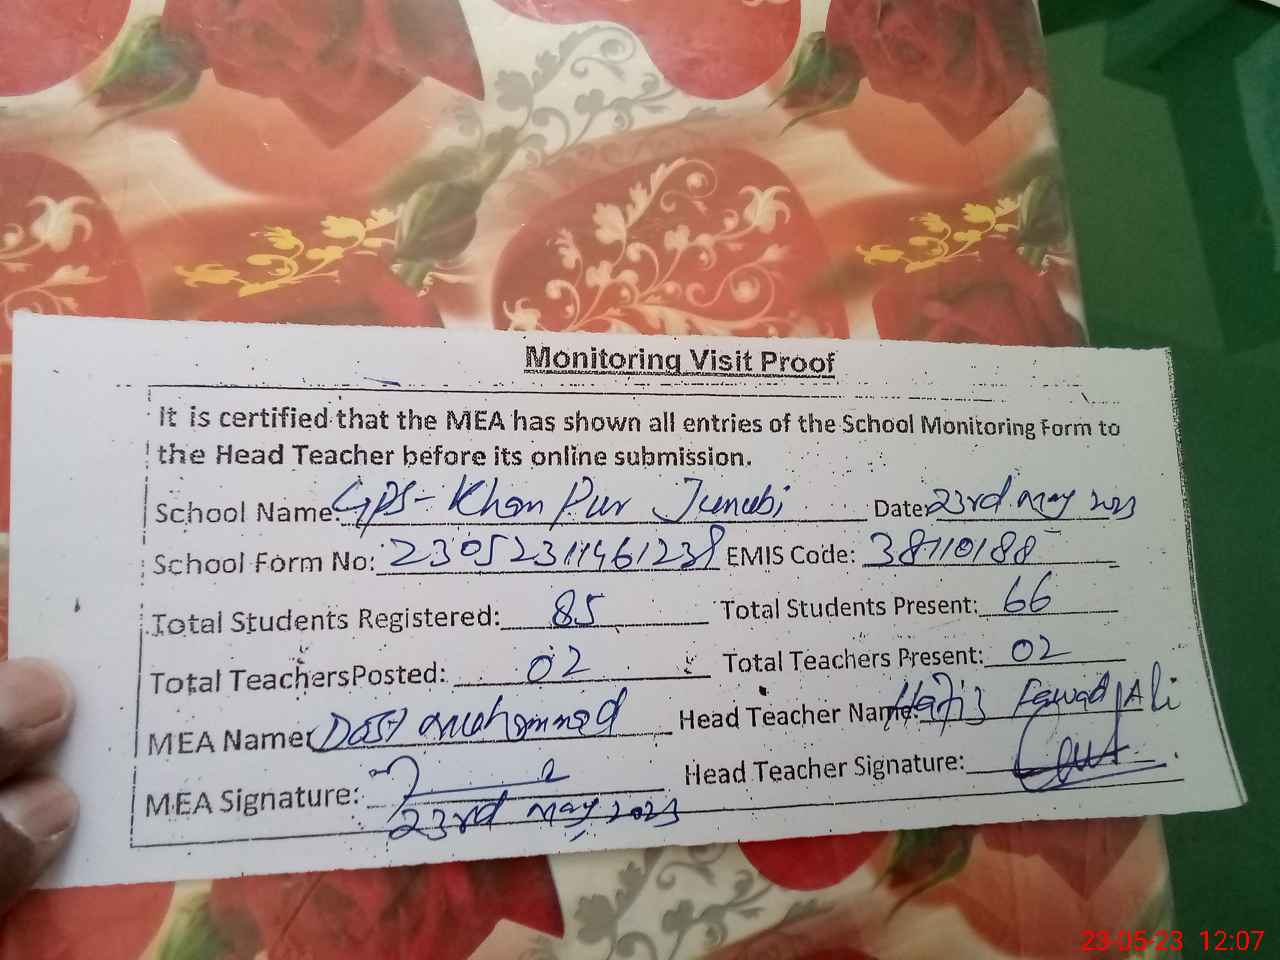 Monitoring Visit Proof
It is certified that the MEA has shown all entries of the School Monitoring Form to
the Head Teacher before its online submission.
School Name: GPS- Khan Pur Junubi Date: 23rd May 2023
School Form No: 23052311461239 EMIS Code: 38110188
Total Students Registered: 85 Total Students Present: 66
Total TeachersPosted: 02 Total Teachers Present: 02
MEA Name: Dost Muhammad Head Teacher Name: Hafiz Fawad Ali
MEA Signature: Head Teacher Signature:
23rd May 2023
23-05-23 12:07